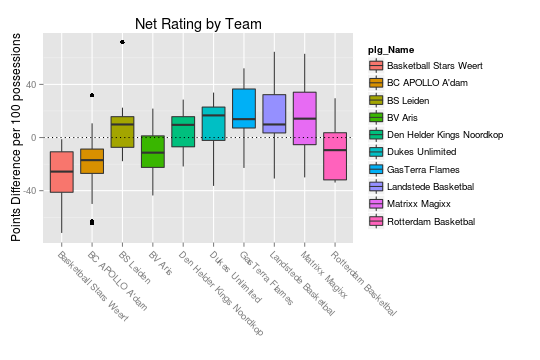 Net Rating by Team
Points Difference per 100 possessions
40
0
-40
Basketball Stars Weert
BC APOLLO A'dam
BS Leiden
BV Aris
Den Helder Kings Noordkop
Dukes Unlimited
GasTerra Flames
Landstede Basketbal
Matrixx Magixx
Rotterdam Basketbal
plg_Name
Basketball Stars Weert
BC APOLLO A'dam
BS Leiden
BV Aris
Den Helder Kings Noordkop
Dukes Unlimited
GasTerra Flames
Landstede Basketbal
Matrixx Magixx
Rotterdam Basketbal